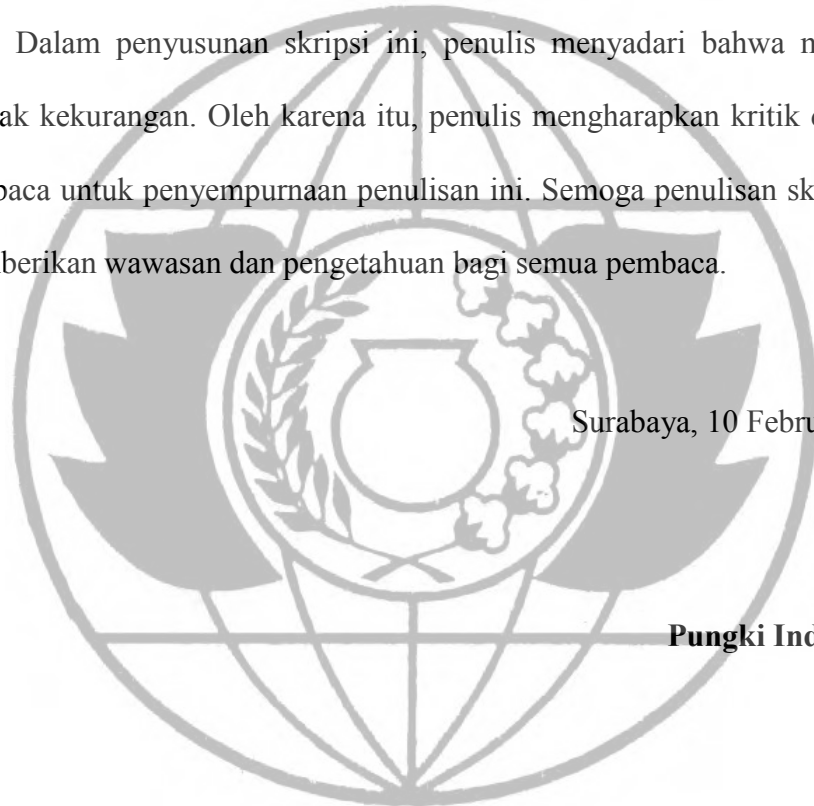 Dalam penyusunan skripsi ini, penulis menyadari bahwa m
ak kekurangan. Oleh karena itu, penulis mengharapkan kritik
baca untuk penyempurnaan penulisan ini. Semoga penulisan sk
berikan wawasan dan pengetahuan bagi semua pembaca.
Surabaya, 10 Febru
Pungki Ind